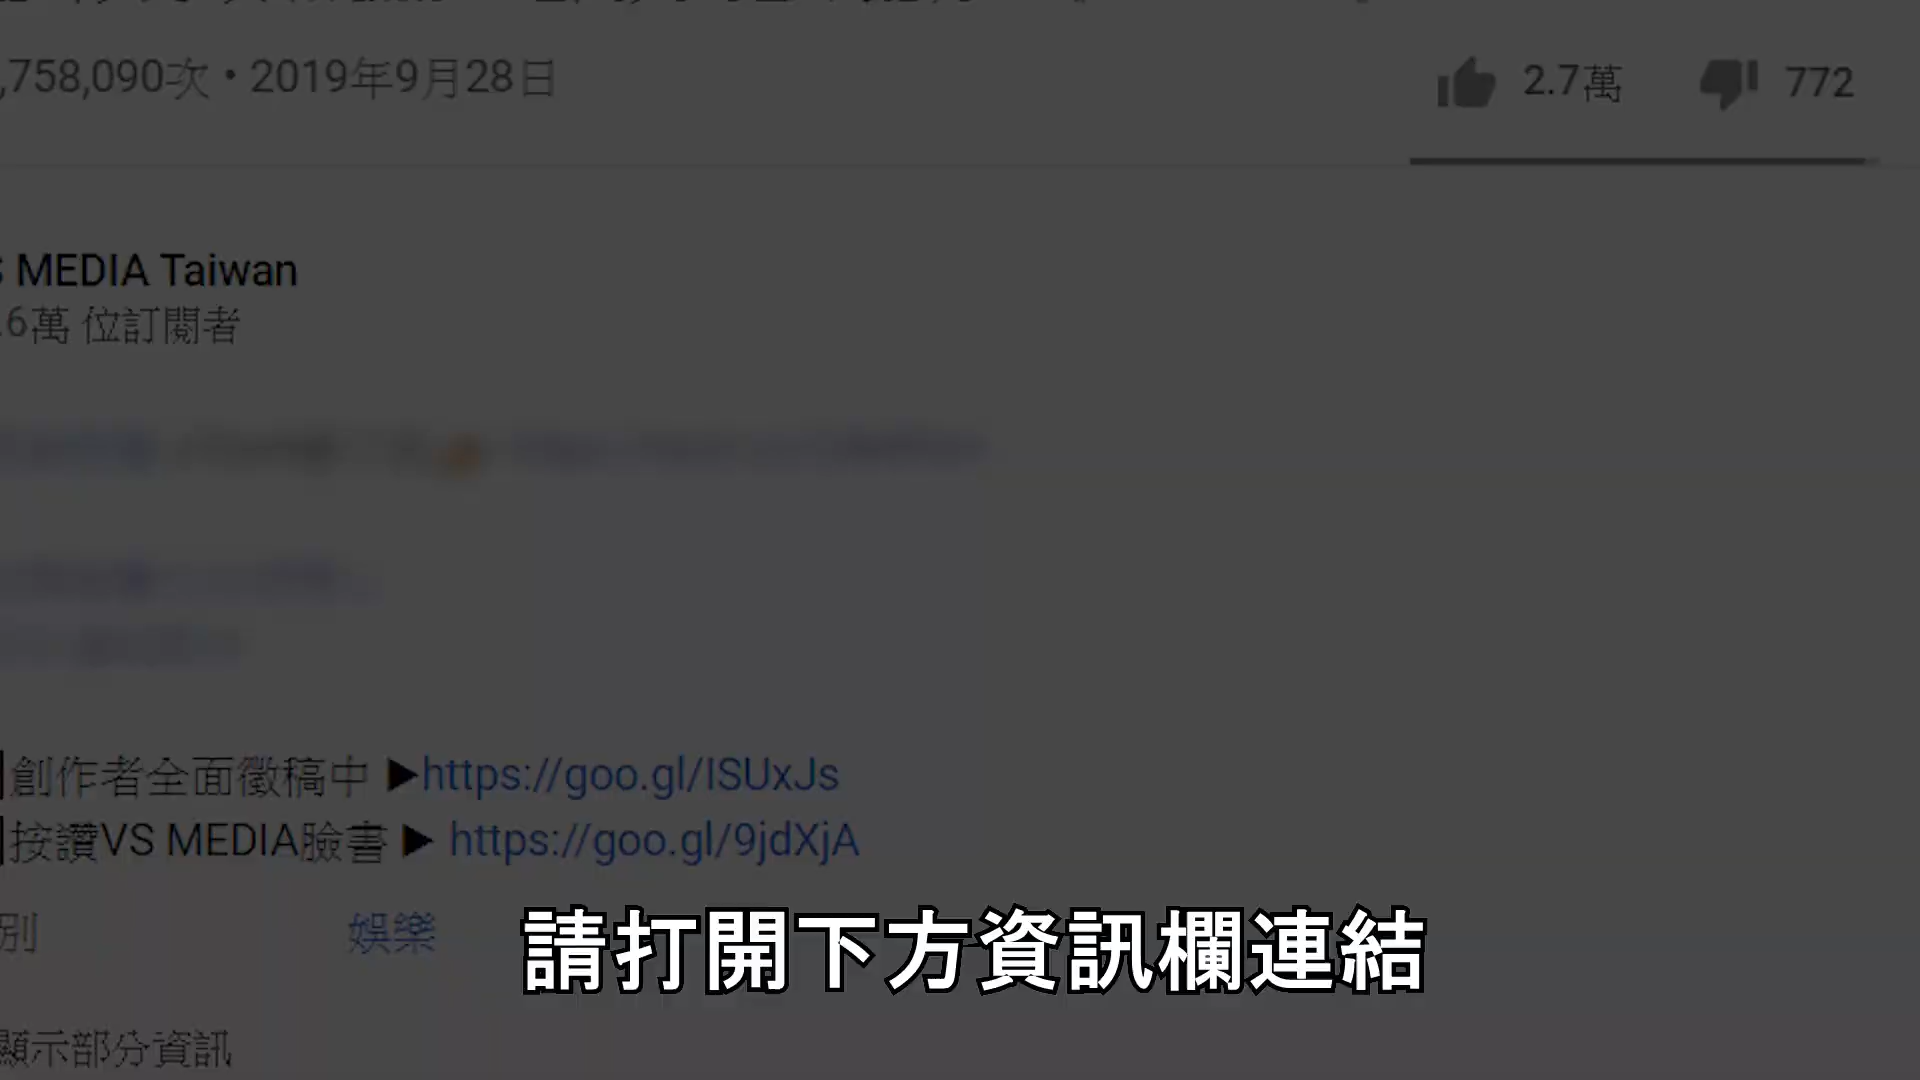 ,758,090次 • 2019年9月28日
2.7萬
772
MEDIA Taiwan
.6萬 位訂閱者
創作者全面徵稿中 ▶https://goo.gl/ISUxJs
按讚VS MEDIA臉書 ▶ https://goo.gl/9jdXjA
別
娛樂
請打開下方資訊欄連結
顯示部分資訊